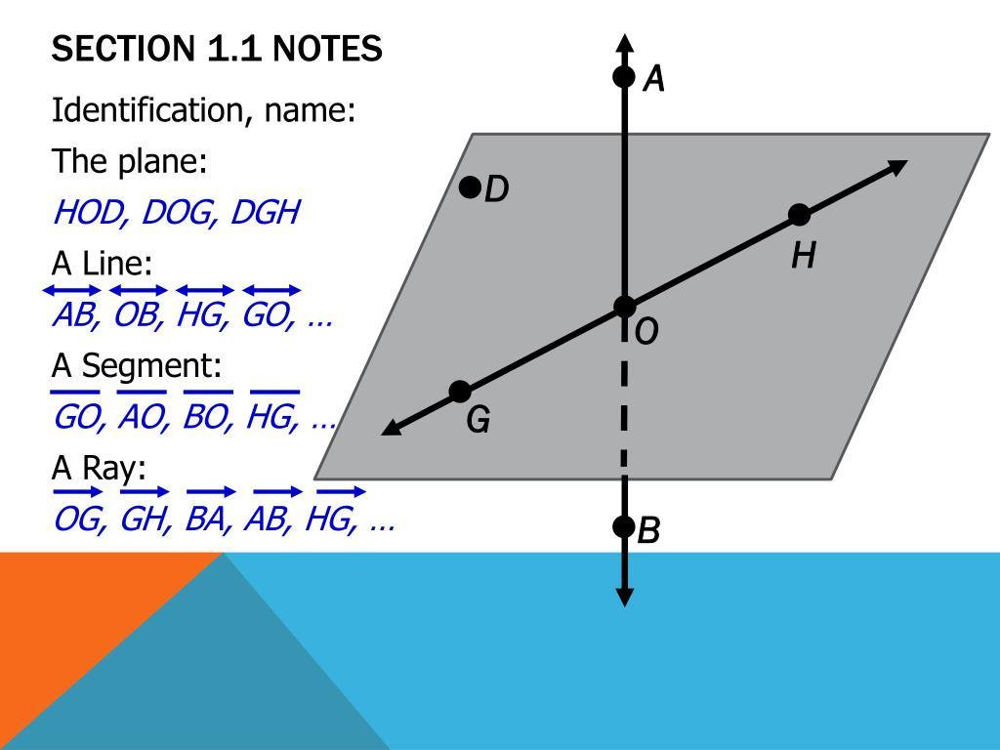 SECTION 1.1 NOTES
Identification, name:
The plane:
HOD, DOG, DGH
A Line:
AB, OB, HG, GO, …
A Segment:
GO, AO, BO, HG, …
A Ray:
OG, GH, BA, AB, HG, …
A
D
H
O
G
B